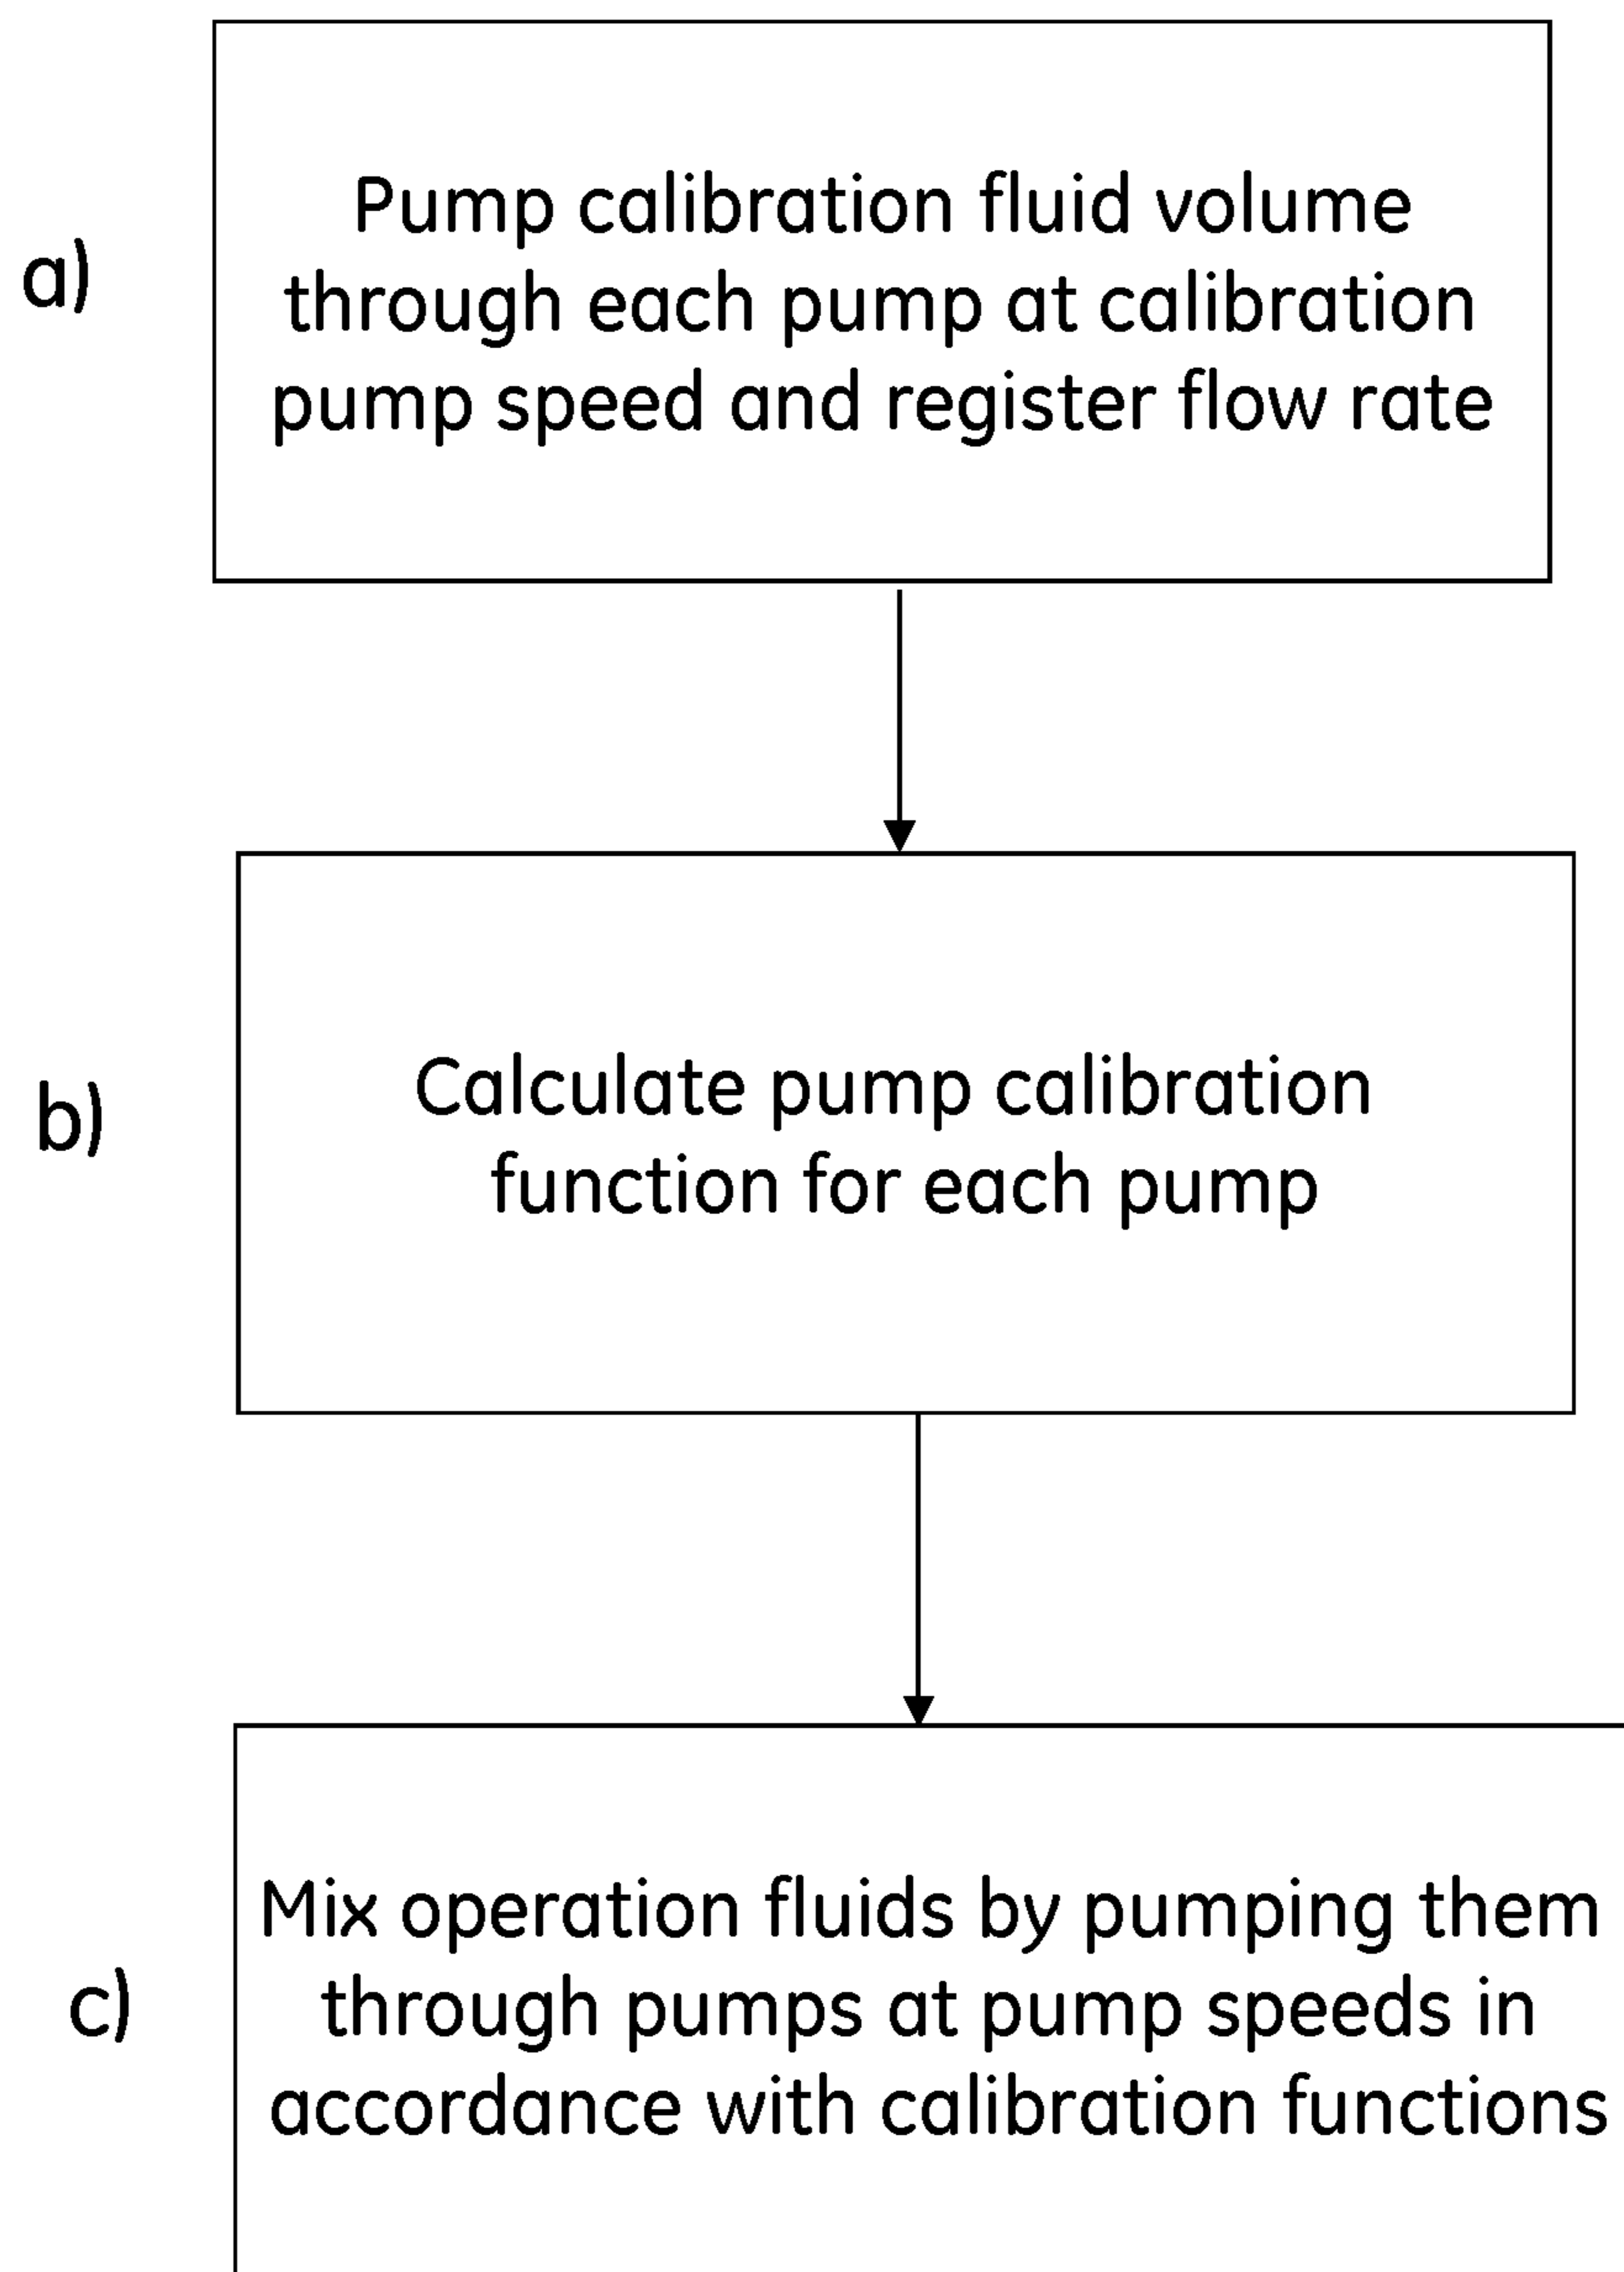 a)
Pump calibration fluid volume
through each pump at calibration
pump speed and register flow rate
b)
Calculate pump calibration
function for each pump
c)
Mix operation fluids by pumping them
through pumps at pump speeds in
accordance with calibration functions